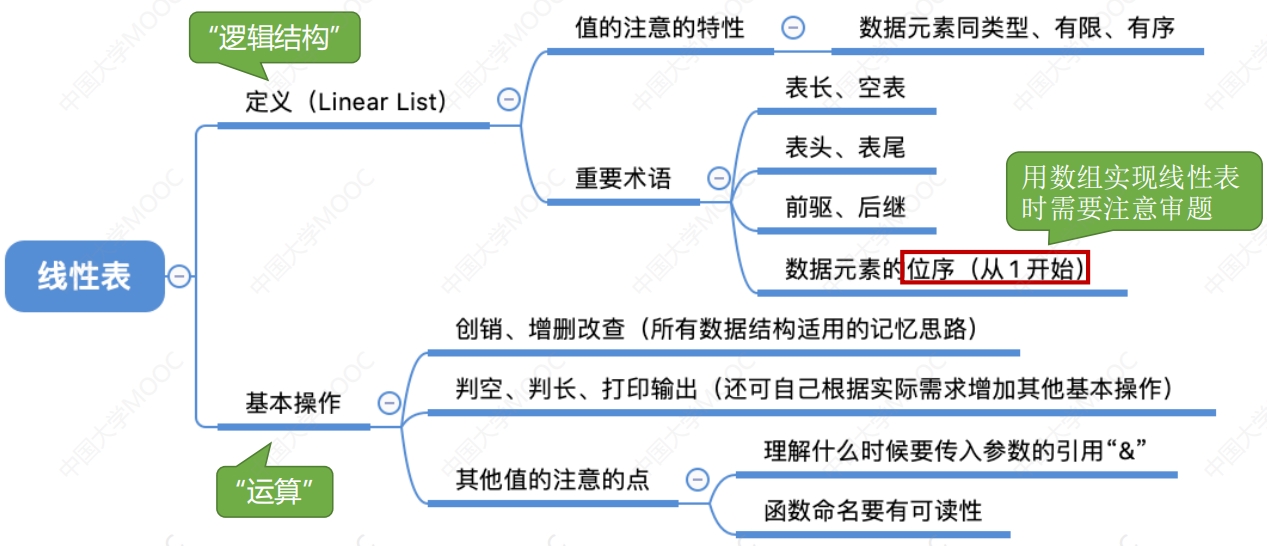 “逻辑结构”
值的注意的特性
数据元素同类型、有限、有序
定义（Linear List）
表长、空表
重要术语
表头、表尾
前驱、后继
数据元素的位序（从1开始）
用数组实现线性表
时需要注意审题
线性表
创销、增删改查（所有数据结构适用的记忆思路）
基本操作
判空、判长、打印输出（还可自己根据实际需求增加其他基本操作）
“运算”
其他值的注意的点
理解什么时候要传入参数的引用“&”
函数命名要有可读性
中国大学MOOC